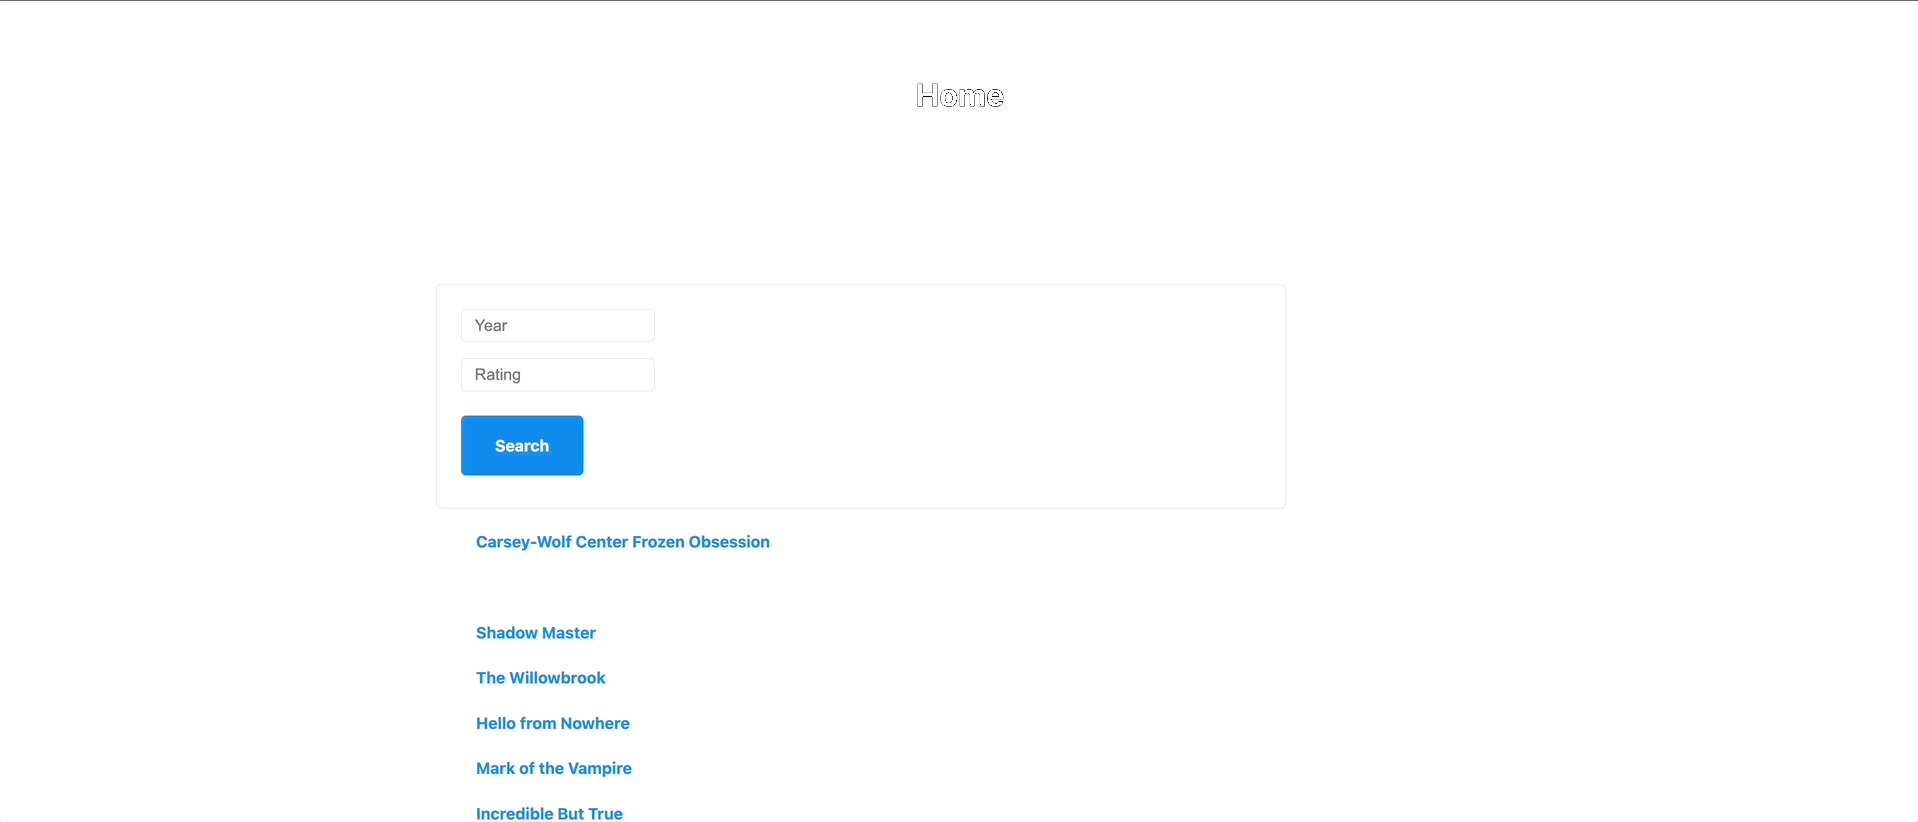 Home
Year
Rating
Search
Carsey-Wolf Center Frozen Obsession
Shadow Master
The Willowbrook
Hello from Nowhere
Mark of the Vampire
Incredible But True